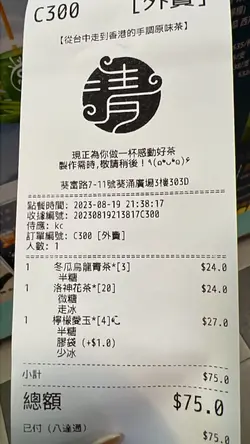 C300 [外賣]
【從台中走到香港的手調原味茶】
清
現正為你做一杯感動好茶
製作需時,敬請稍後!٩(๑❛ᴗ❛๑)۶
葵富路7-11號葵涌廣場3樓303D
點餐時間: 2023-08-19 21:38:17
收據編號: 20230819213817C300
侍應: kc
訂單編號: C300 [外賣]
人數: 1
1 冬瓜烏龍青茶*[3] $24.0
半糖
1 洛神花茶*[20] $24.0
微糖
走冰
1 檸檬愛玉*[4] $27.0
半糖
膠袋 (+$1.0)
少冰
小計 $75.0
總額 $75.0
已付 (八達通) $75.0